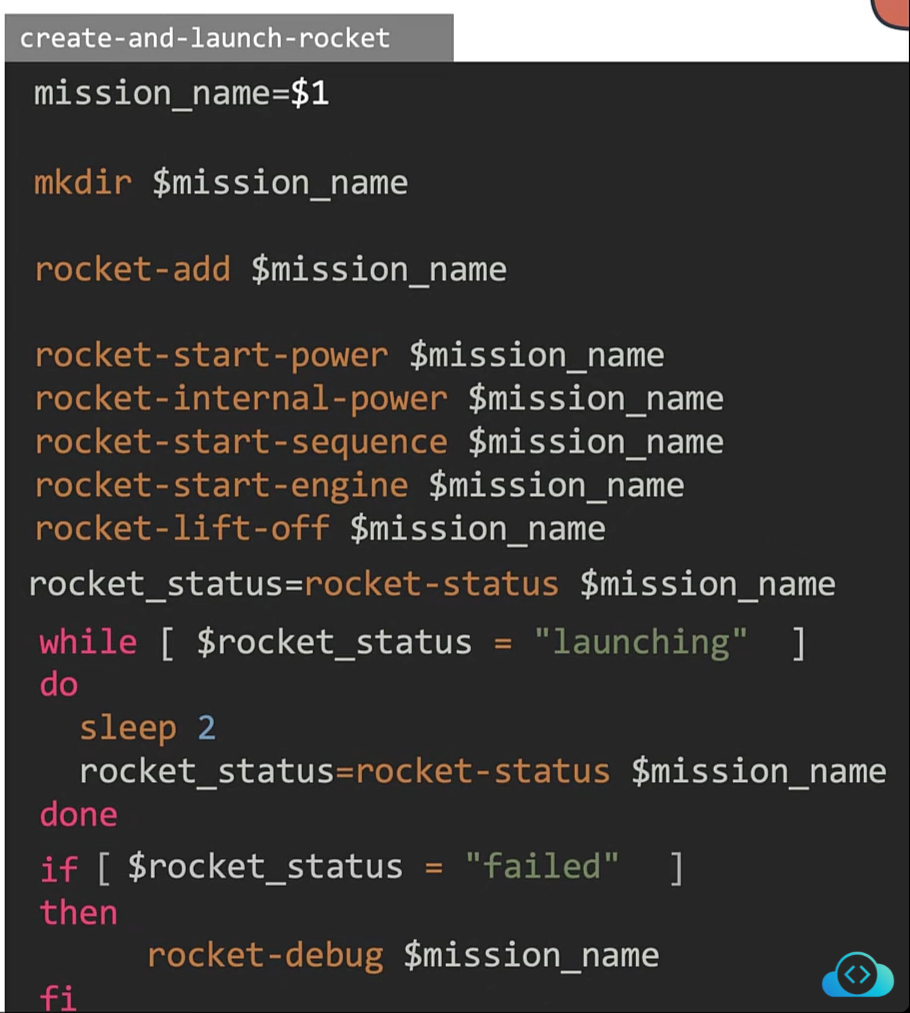 create-and-launch-rocket
mission_name=$1
mkdir $mission_name
rocket-add $mission_name
rocket-start-power $mission_name
rocket-internal-power $mission_name
rocket-start-sequence $mission_name
rocket-start-engine $mission_name
rocket-lift-off $mission_name
rocket_status=rocket-status $mission_name
while [ $rocket_status = "launching"  ]
do
  sleep 2
  rocket_status=rocket-status $mission_name
done
if [ $rocket_status = "failed"  ]
then
      rocket-debug $mission_name
fi